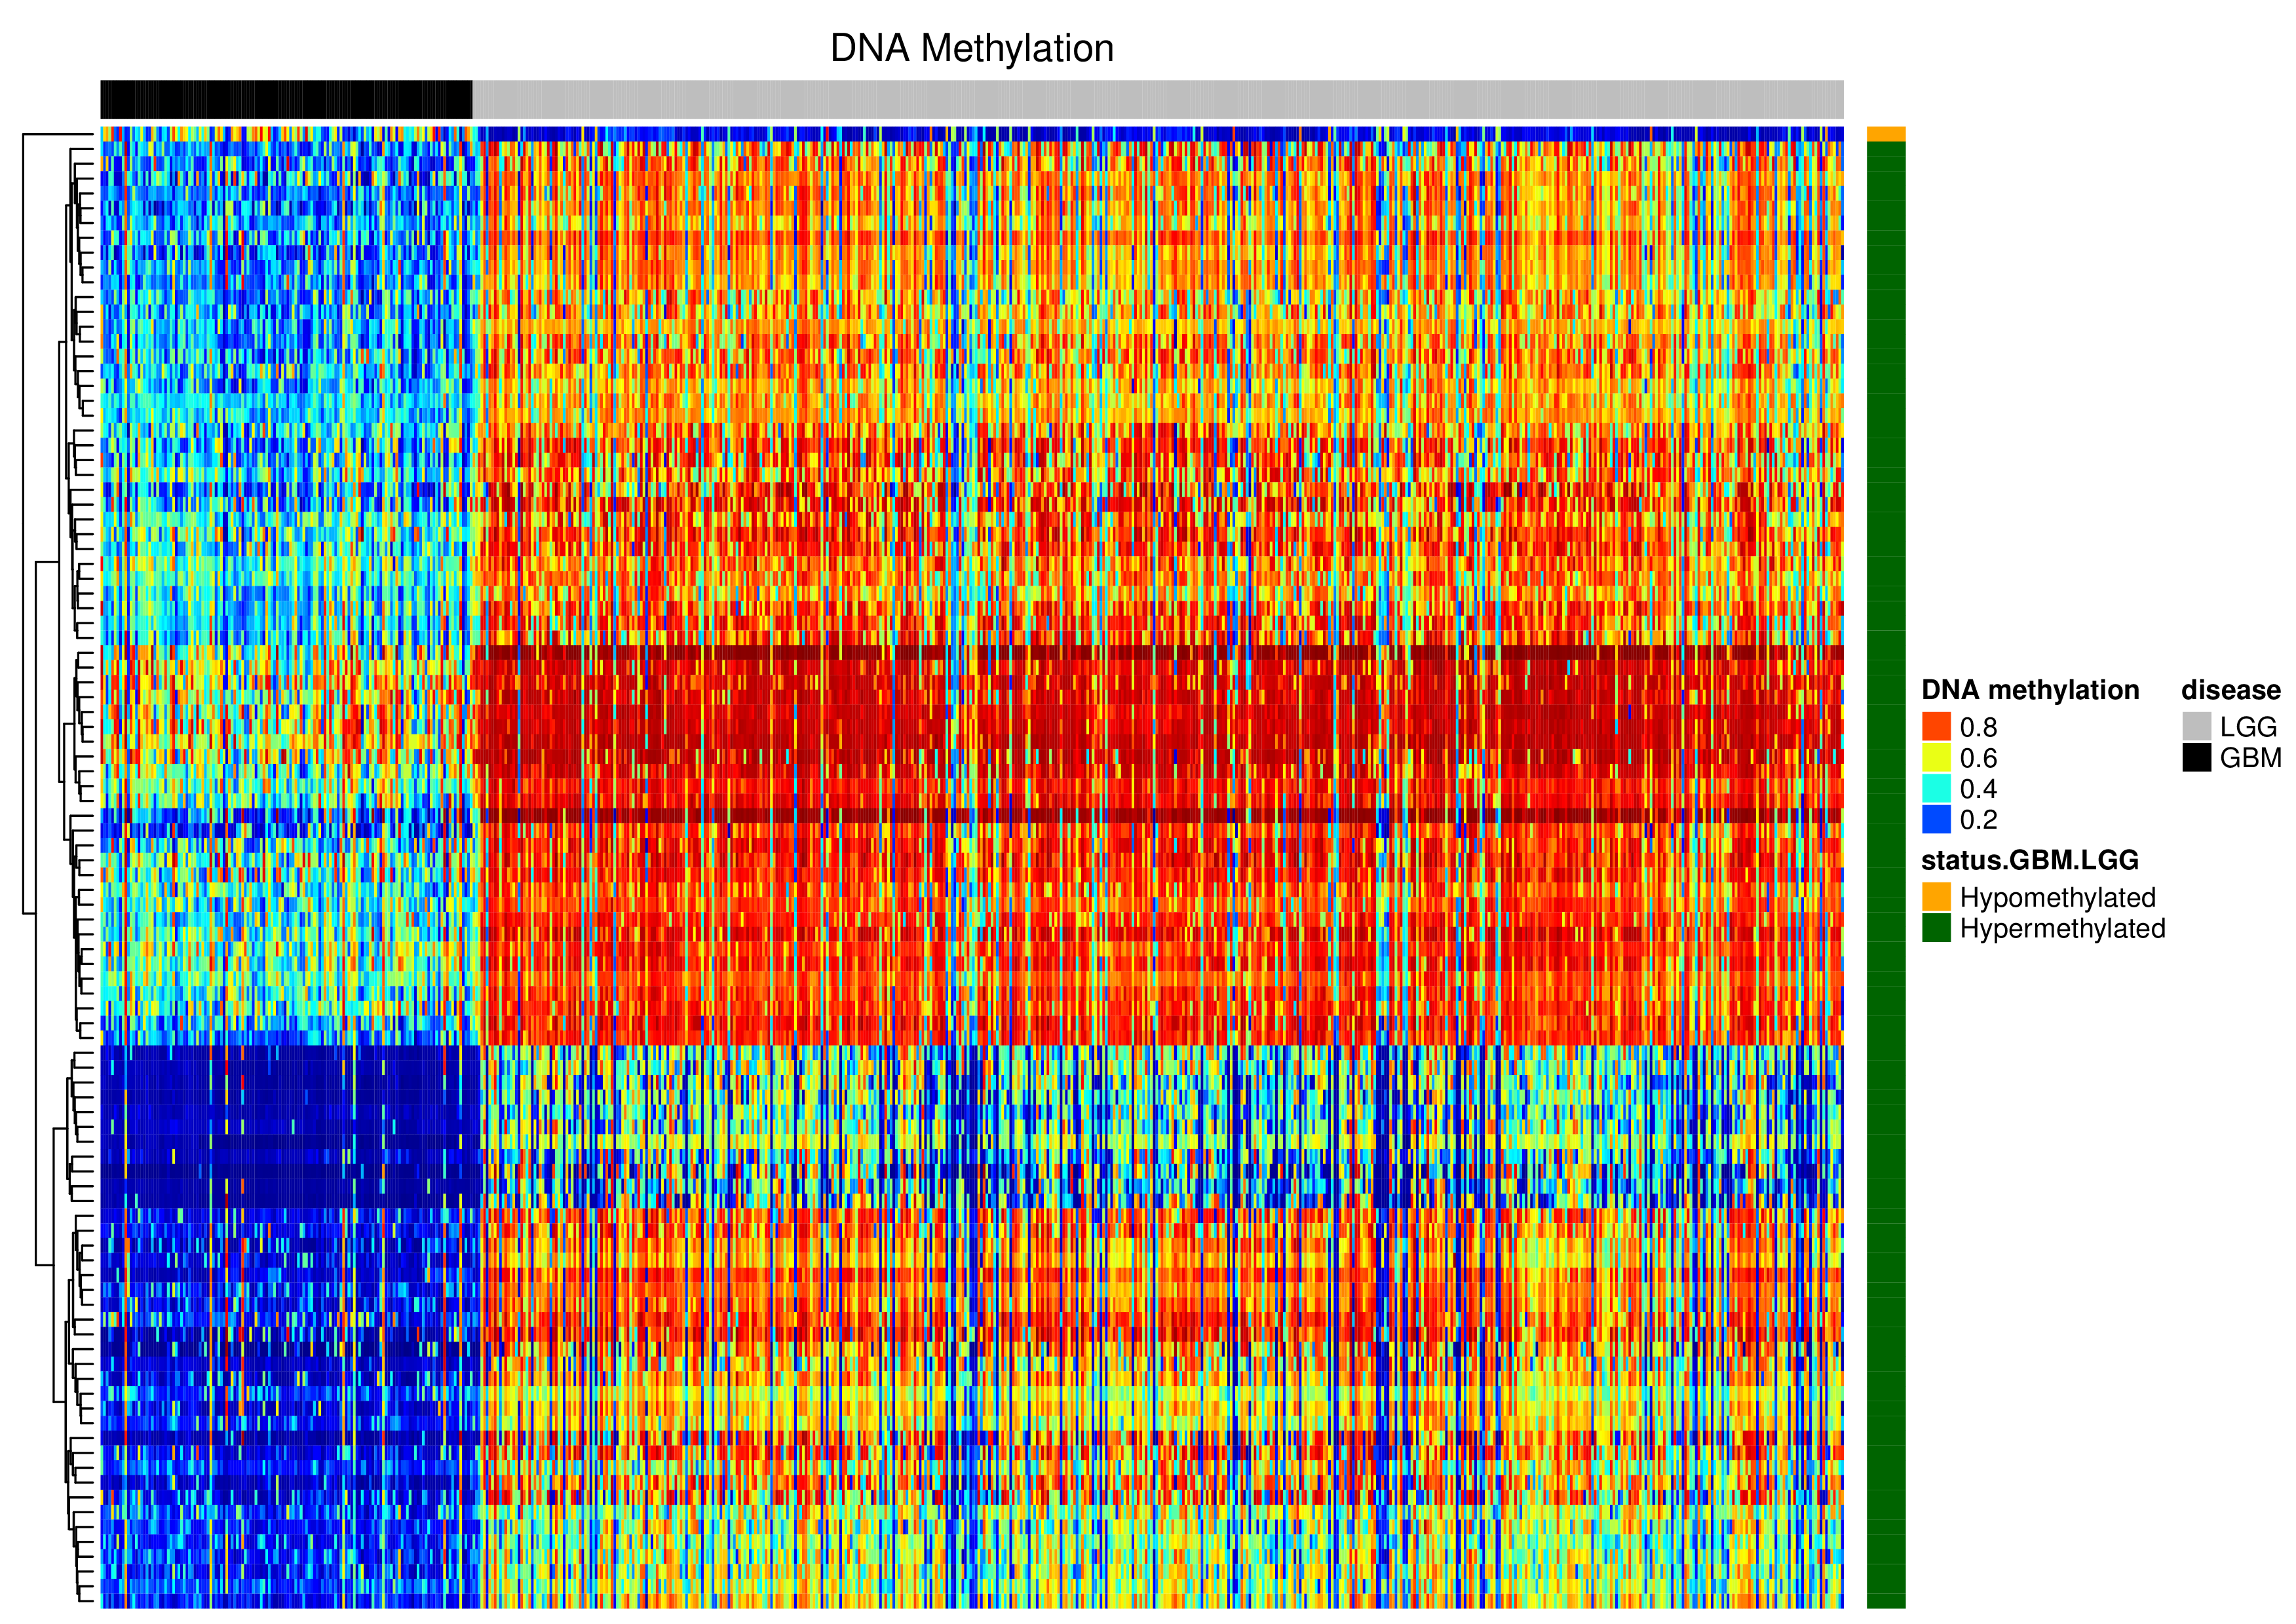 DNA Methylation
DNA methylation
0.8
0.6
0.4
0.2
status.GBM.LGG
Hypomethylated
Hypermethylated
disease
LGG
GBM